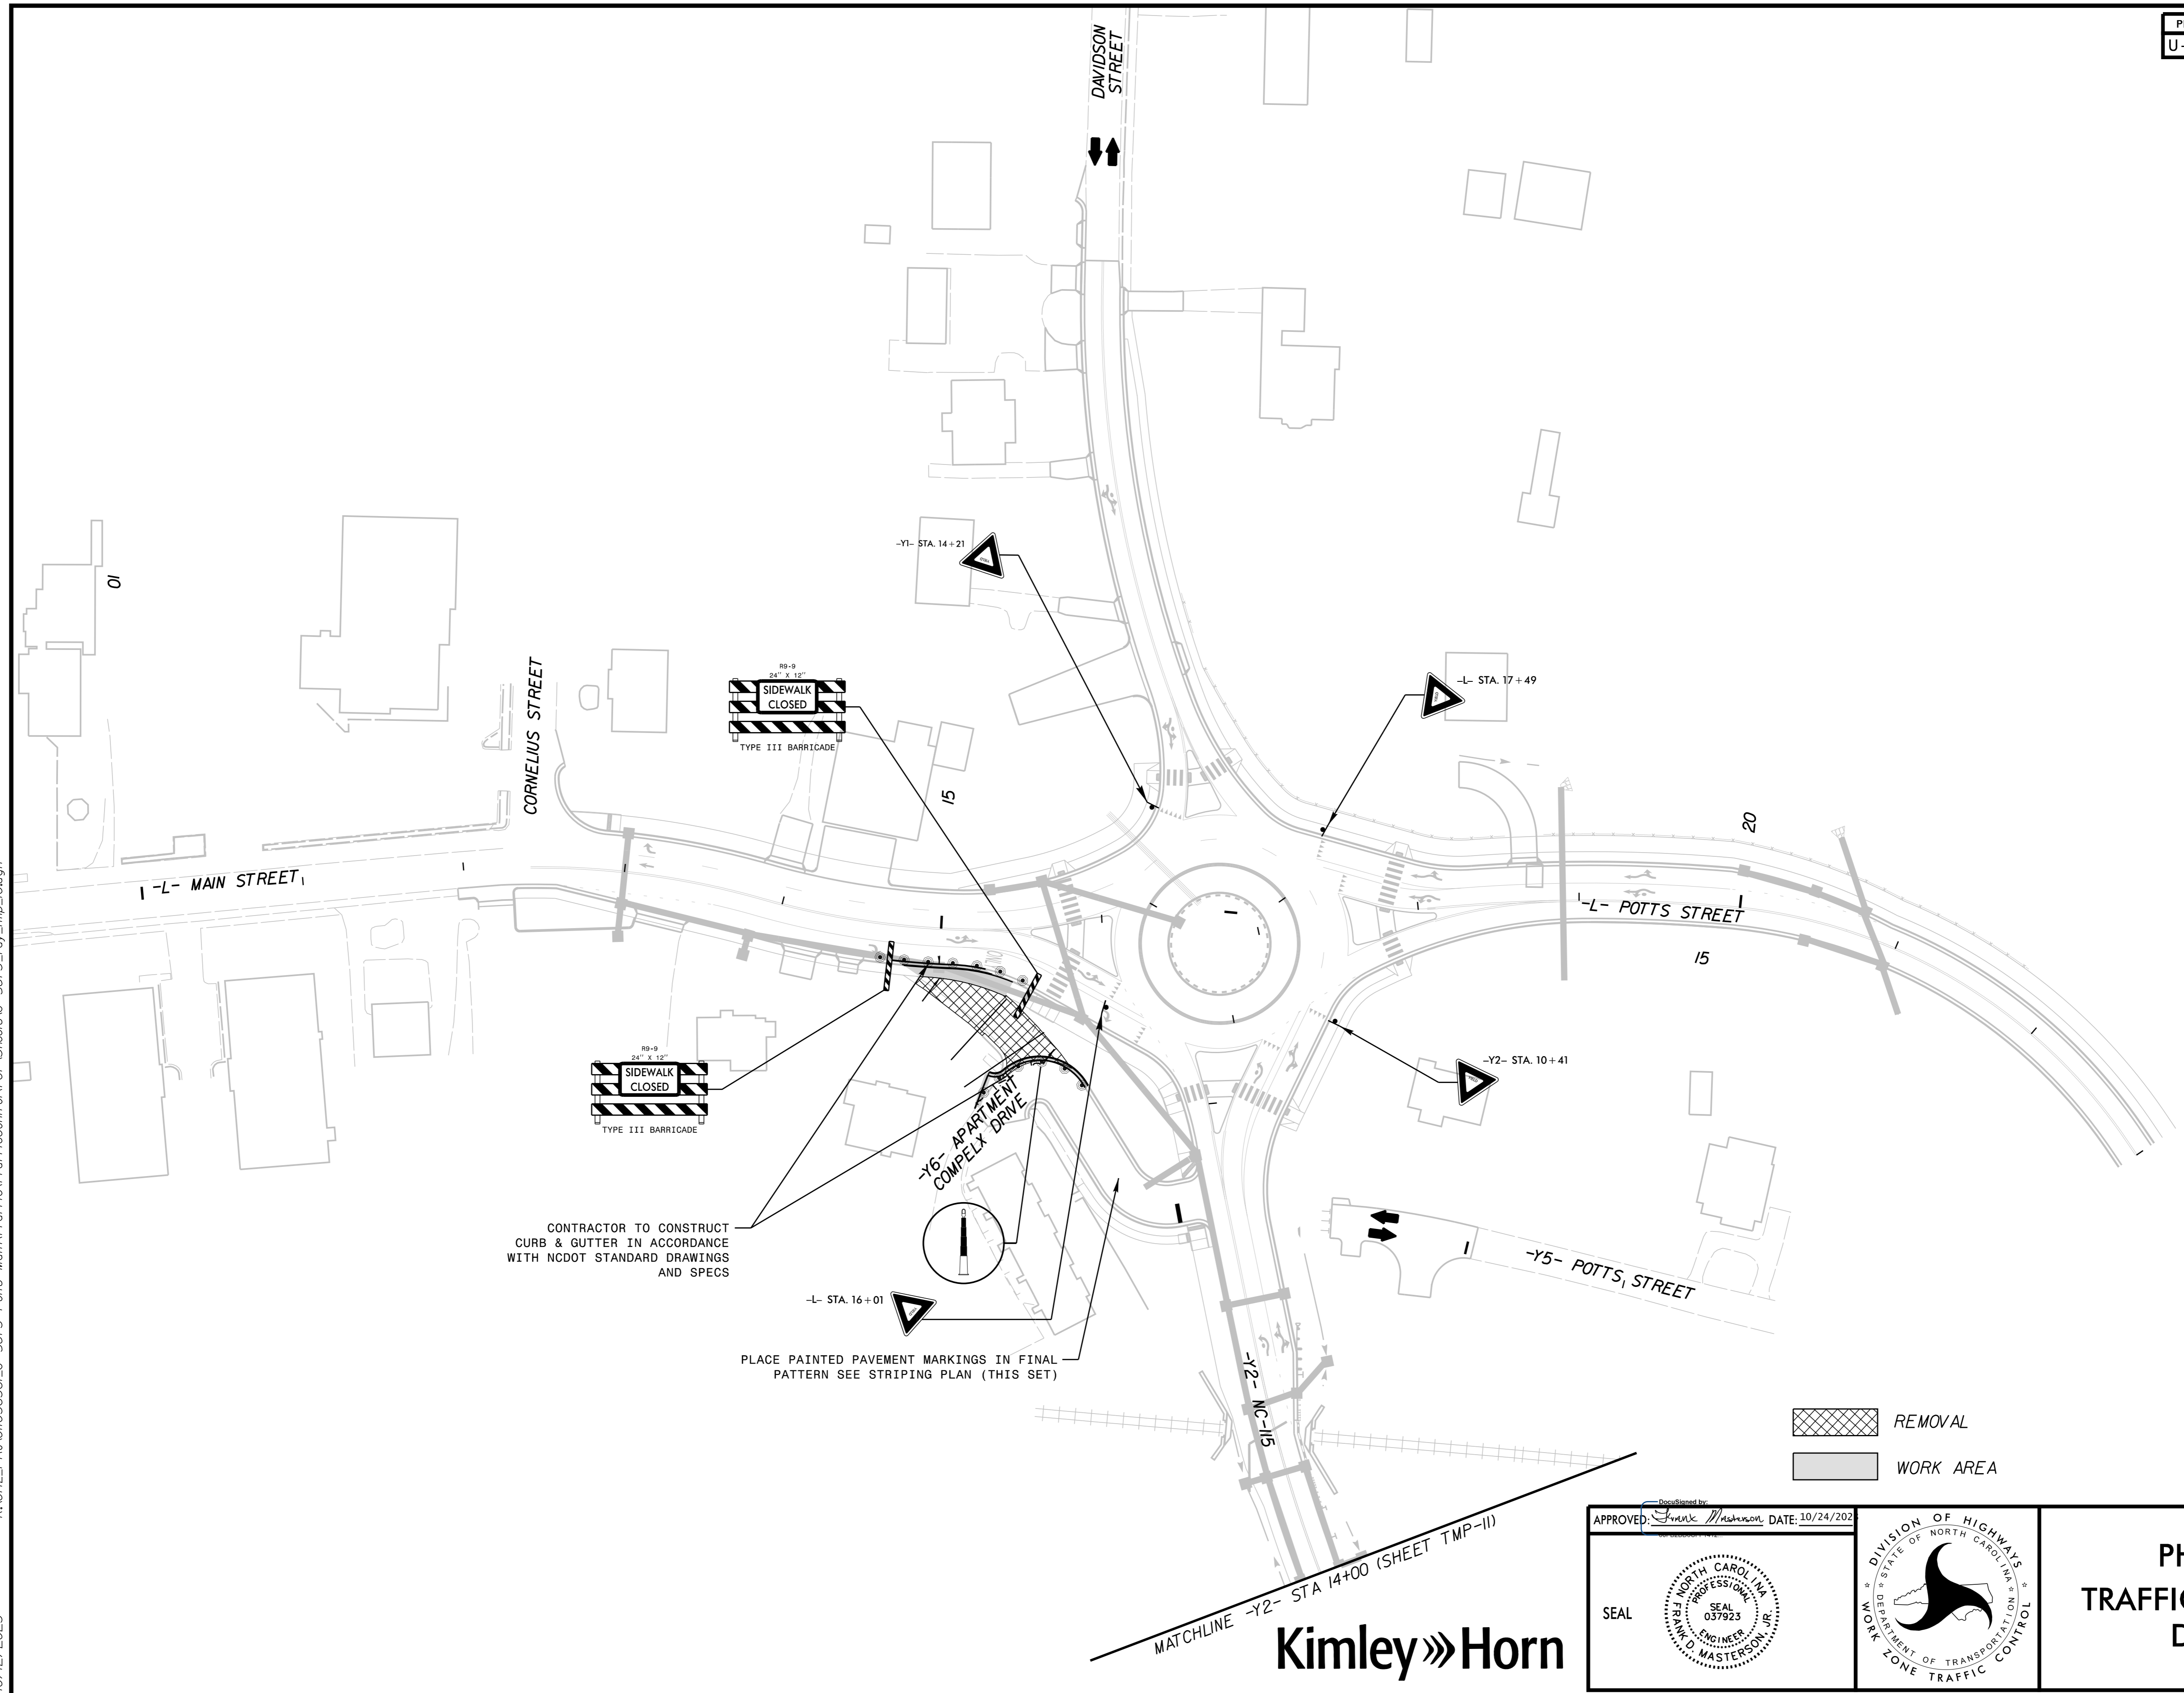 DAVIDSON
STREET
U-
-Y1- STA. 14+21
10
CORNELIUS STREET
R9-9
24" X 12"
SIDEWALK
CLOSED
TYPE III BARRICADE
-L- STA. 17+49
15
20
-L- MAIN STREET
-L- POTTS STREET
15
R9-9
24" X 12"
SIDEWALK
CLOSED
TYPE III BARRICADE
-Y2- STA. 10+41
-Y6- APARTMENT
COMPELX DRIVE
CONTRACTOR TO CONSTRUCT
CURB & GUTTER IN ACCORDANCE
WITH NCDOT STANDARD DRAWINGS
AND SPECS
-L- STA. 16+01
-Y5- POTTS STREET
PLACE PAINTED PAVEMENT MARKINGS IN FINAL
PATTERN SEE STRIPING PLAN (THIS SET)
-Y2- NC-115
REMOVAL
WORK AREA
MATCHLINE -Y2- STA 14+00 (SHEET TMP-11)
Kimley»Horn
DocuSigned by:
APPROVED: Frank Masterson DATE: 10/24/202
SEAL
NORTH CAROLINA
PROFESSIONAL
SEAL
037923
ENGINEER
FRANK D. MASTERSON, JR.
DIVISION OF HIGHWAYS
STATE OF NORTH CAROLINA
DEPARTMENT OF TRANSPORTATION
WORK ZONE TRAFFIC CONTROL
PH
TRAFFIC
D